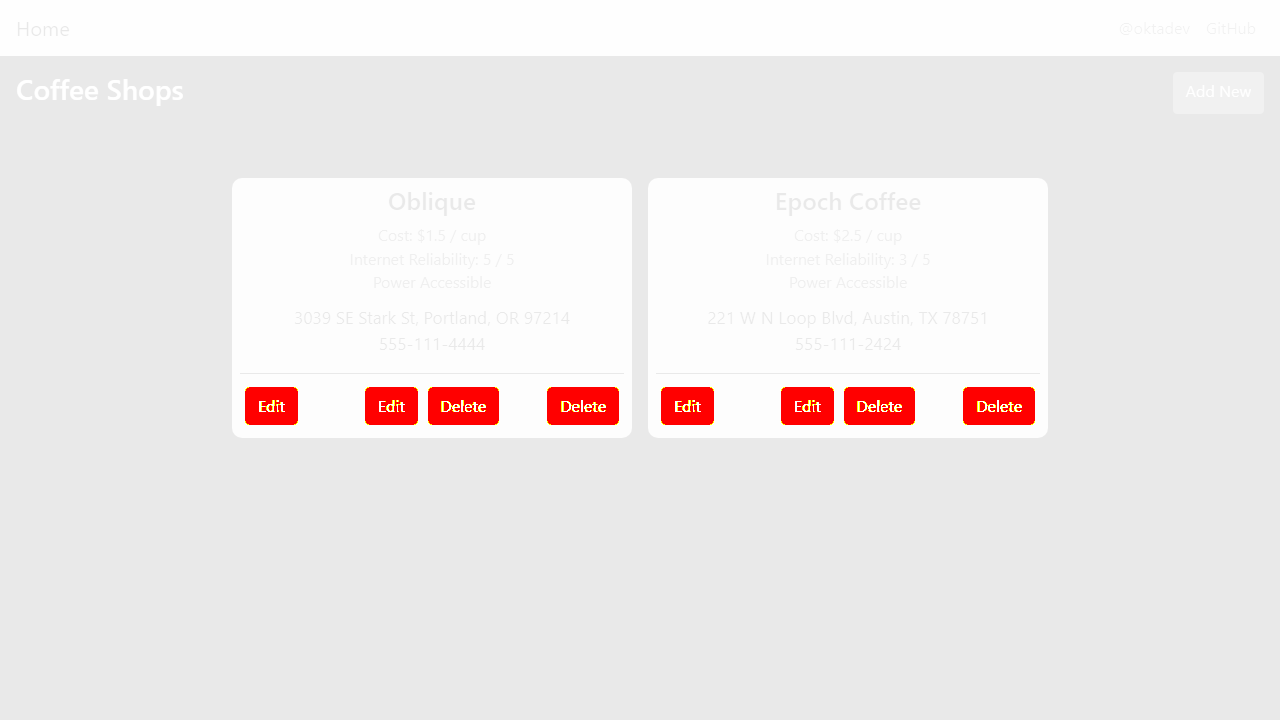 Home @oktadev GitHub
Coffee Shops Add New
Oblique
Cost: $1.5 / cup
Internet Reliability: 5 / 5
Power Accessible
3039 SE Stark St, Portland, OR 97214
555-111-4444
Edit Edit Delete Delete
Epoch Coffee
Cost: $2.5 / cup
Internet Reliability: 3 / 5
Power Accessible
221 W N Loop Blvd, Austin, TX 78751
555-111-2424
Edit Edit Delete Delete